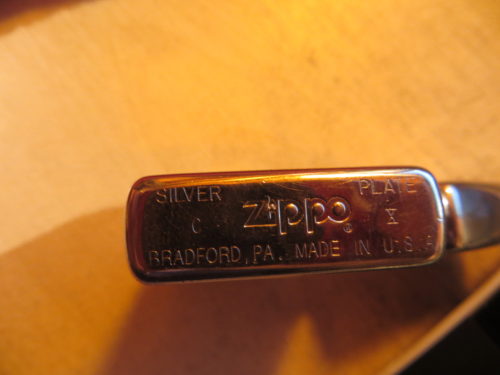 SILVER PLATE
C zippo® X
BRADFORD, PA. MADE IN U.S.A